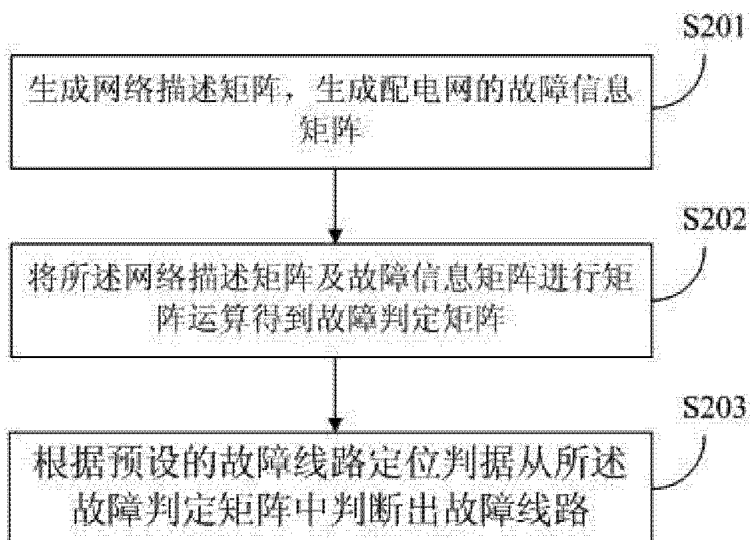 S201
生成网络描述矩阵，生成配电网的故障信息
矩阵
S202
将所述网络描述矩阵及故障信息矩阵进行矩
阵运算得到故障判定矩阵
S203
根据预设的故障线路定位判据从所述
故障判定矩阵中判断出故障线路